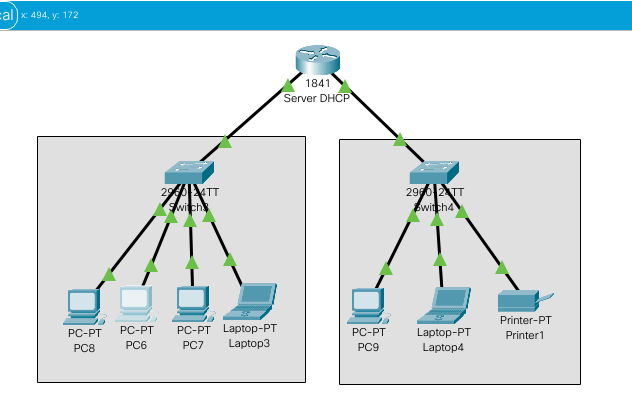 cal x: 494, y: 172
1841
Server DHCP
2960-24TT
2960-24TT
Switch4
PC-PT
PC8
PC-PT
PC6
PC-PT
PC7
Laptop-PT
Laptop3
PC-PT
PC9
Laptop-PT
Laptop4
Printer-PT
Printer1